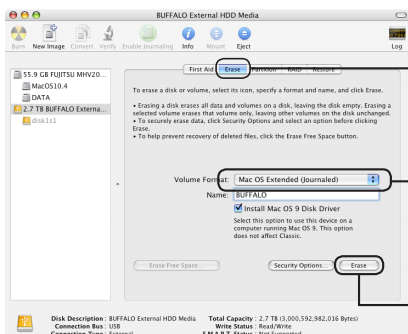 BUFFALO External HDD Media
Burn New Image Convert Verify Enable Journaling Info Mount Eject Log
55.9 GB FUJITSU MHV20...
MacOS10.4
DATA
2.7 TB BUFFALO Externa...
disk1s1
First Aid Erase Partition RAID Restore
To erase a disk or volume, select its icon, specify a format and name, and click Erase.
• Erasing a disk erases all data and volumes on a disk, leaving the disk empty. Erasing a
selected volume erases that volume only, leaving other volumes on the disk unchanged.
• To securely erase data, click Security Options and select an option before clicking
Erase.
• To help prevent recovery of deleted files, click the Erase Free Space button.
Volume Format: Mac OS Extended (Journaled)
Name: BUFFALO
Install Mac OS 9 Disk Driver
Select this option to use this device on a
computer running Mac OS 9. This option
does not affect Classic.
Erase Free Space... Security Options... Erase
Disk Description : BUFFALO External HDD Media Total Capacity : 2.7 TB (3,000,592,982,016 Bytes)
Connection Bus : USB Write Status : Read/Write
Connection Type : External S.M.A.R.T. Status : Not Supported